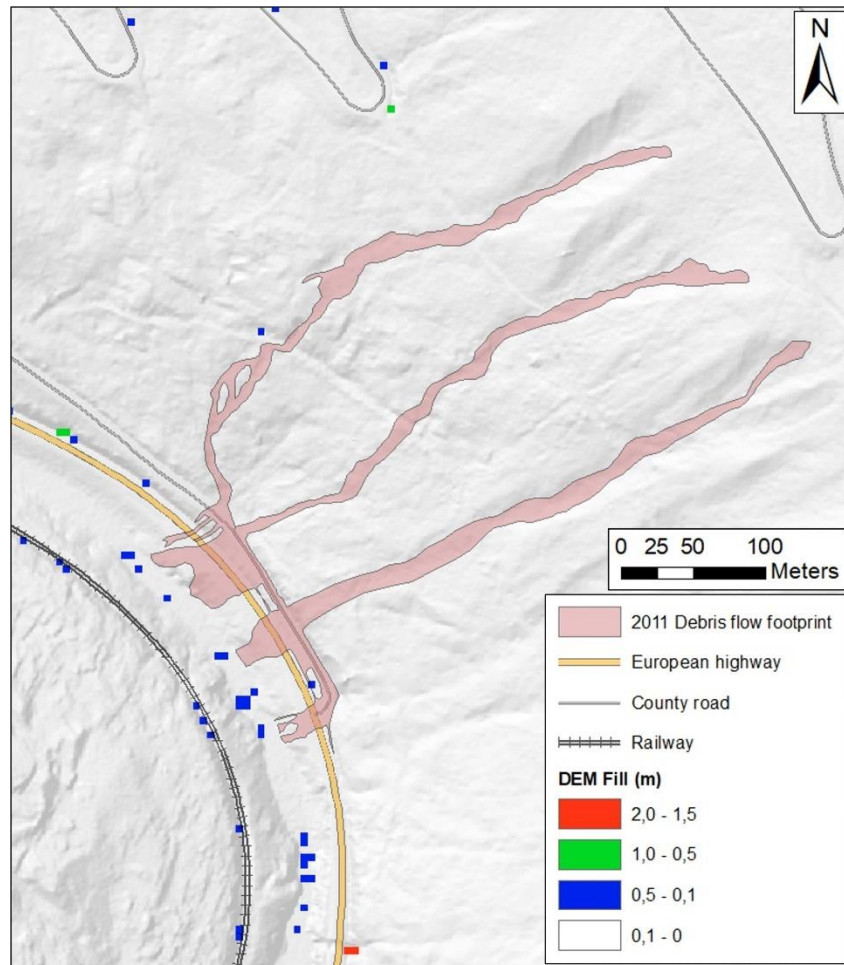 N
0 25 50 100
Meters
2011 Debris flow footprint
European highway
County road
Railway
DEM Fill (m)
2,0 - 1,5
1,0 - 0,5
0,5 - 0,1
0,1 - 0